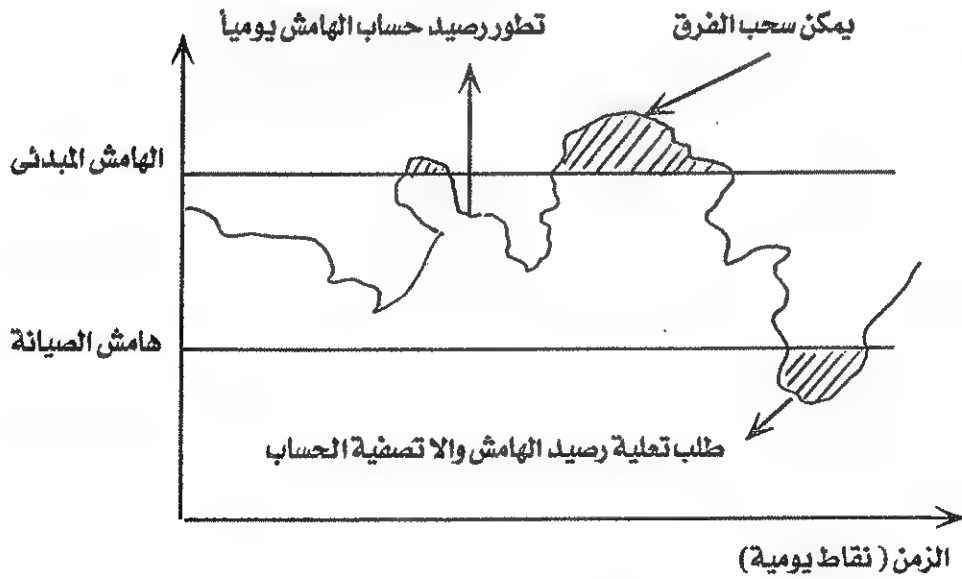 يمكن سحب الفرق
تطور رصيد حساب الهامش يومياً
الهامش المبدئى
هامش الصيانة
طلب تعلية رصيد الهامش والا تصفية الحساب
الزمن (نقاط يومية)